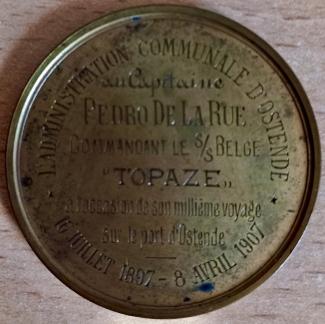 L'ADMINISTRATION COMMUNALE D'OSTENDE
au Capitaine
PEDRO DE LA RUE
COMMANDANT LE S/S BELGE
"TOPAZE„
à l'occasion de son millième voyage
sur le port d'Ostende
16 JUILLET 1897 - 8 AVRIL 1907